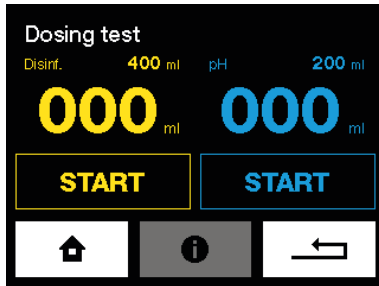 Dosing test
Disinf. 400 ml pH 200 ml
000 ml 000 ml
START START
i